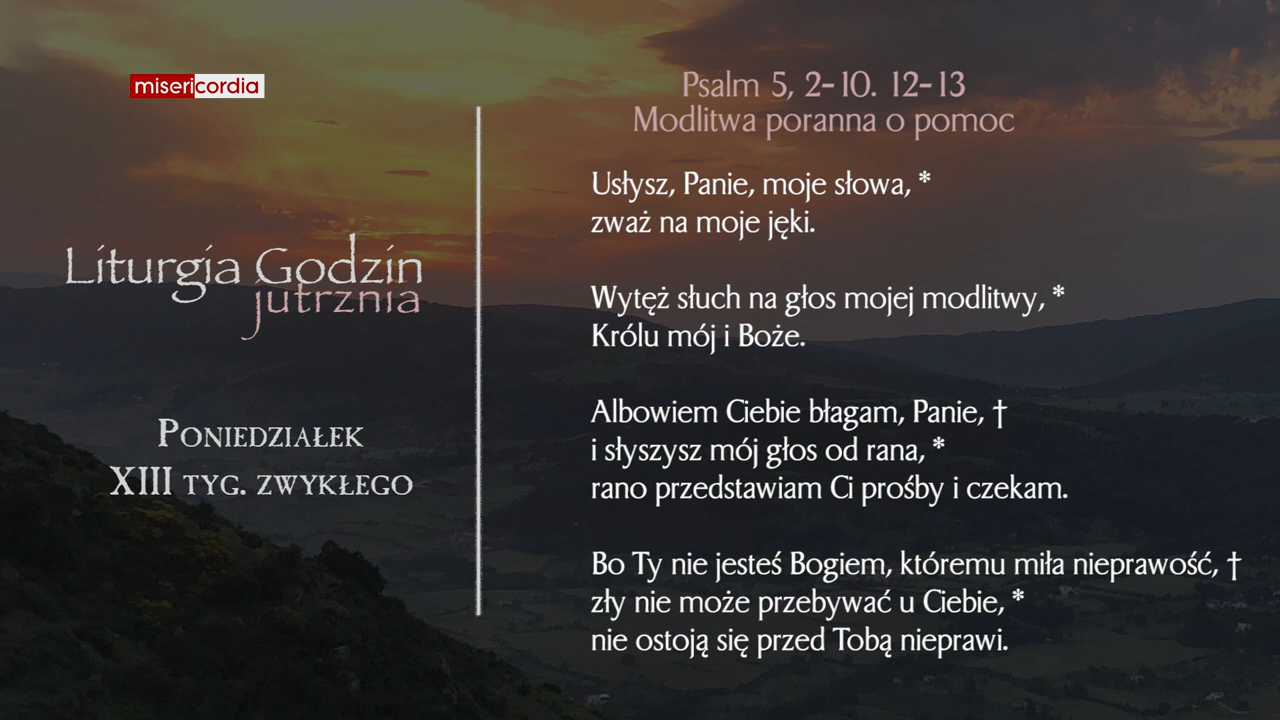 misericordia
Liturgia Godzin
jutrznia
Poniedziałek
XIII tyg. zwykłego
Psalm 5, 2-10. 12-13
Modlitwa poranna o pomoc
Usłysz, Panie, moje słowa, *
zważ na moje jęki.
Wytęż słuch na głos mojej modlitwy, *
Królu mój i Boże.
Albowiem Ciebie błagam, Panie, †
i słyszysz mój głos od rana, *
rano przedstawiam Ci prośby i czekam.
Bo Ty nie jesteś Bogiem, któremu miła nieprawość, †
zły nie może przebywać u Ciebie, *
nie ostoją się przed Tobą nieprawi.